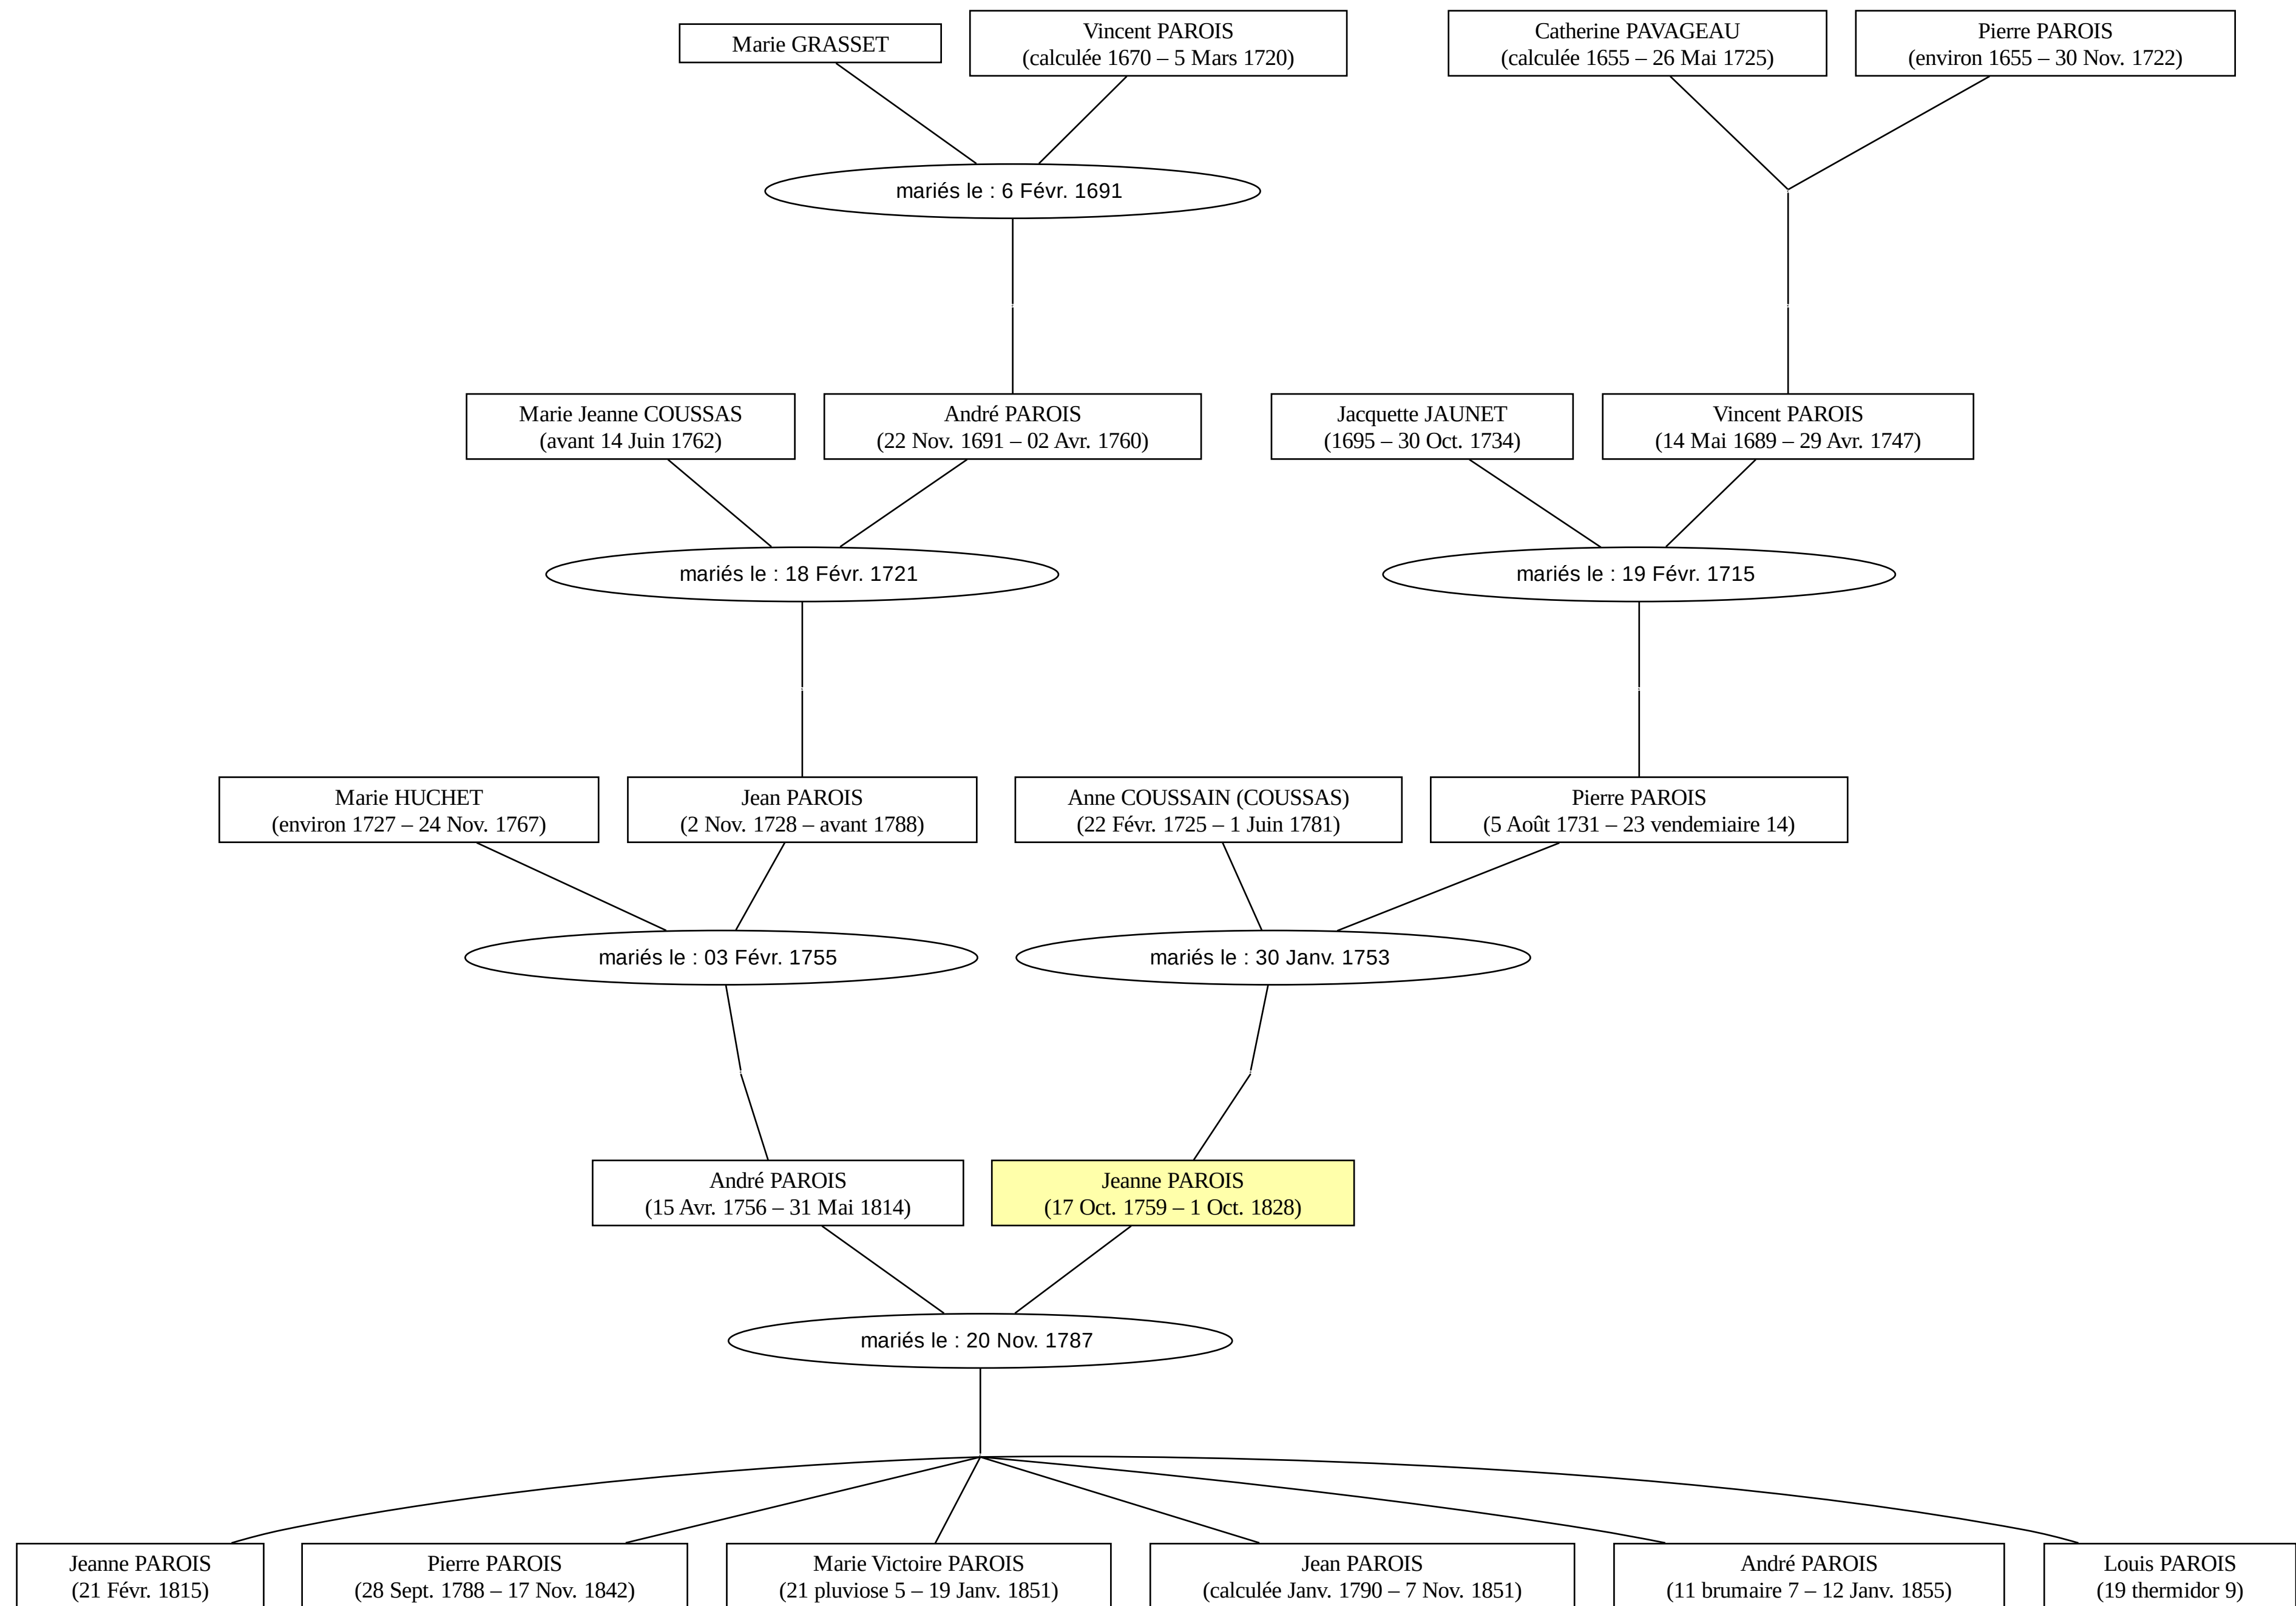 Marie GRASSET
Vincent PAROIS
(calculée 1670 – 5 Mars 1720)
Catherine PAVAGEAU
(calculée 1655 – 26 Mai 1725)
Pierre PAROIS
(environ 1655 – 30 Nov. 1722)
mariés le : 6 Févr. 1691
Marie Jeanne COUSSAS
(avant 14 Juin 1762)
André PAROIS
(22 Nov. 1691 – 02 Avr. 1760)
Jacquette JAUNET
(1695 – 30 Oct. 1734)
Vincent PAROIS
(14 Mai 1689 – 29 Avr. 1747)
mariés le : 18 Févr. 1721
mariés le : 19 Févr. 1715
Marie HUCHET
(environ 1727 – 24 Nov. 1767)
Jean PAROIS
(2 Nov. 1728 – avant 1788)
Anne COUSSAIN (COUSSAS)
(22 Févr. 1725 – 1 Juin 1781)
Pierre PAROIS
(5 Août 1731 – 23 vendemiaire 14)
mariés le : 03 Févr. 1755
mariés le : 30 Janv. 1753
André PAROIS
(15 Avr. 1756 – 31 Mai 1814)
Jeanne PAROIS
(17 Oct. 1759 – 1 Oct. 1828)
mariés le : 20 Nov. 1787
Jeanne PAROIS
(21 Févr. 1815)
Pierre PAROIS
(28 Sept. 1788 – 17 Nov. 1842)
Marie Victoire PAROIS
(21 pluviose 5 – 19 Janv. 1851)
Jean PAROIS
(calculée Janv. 1790 – 7 Nov. 1851)
André PAROIS
(11 brumaire 7 – 12 Janv. 1855)
Louis PAROIS
(19 thermidor 9)